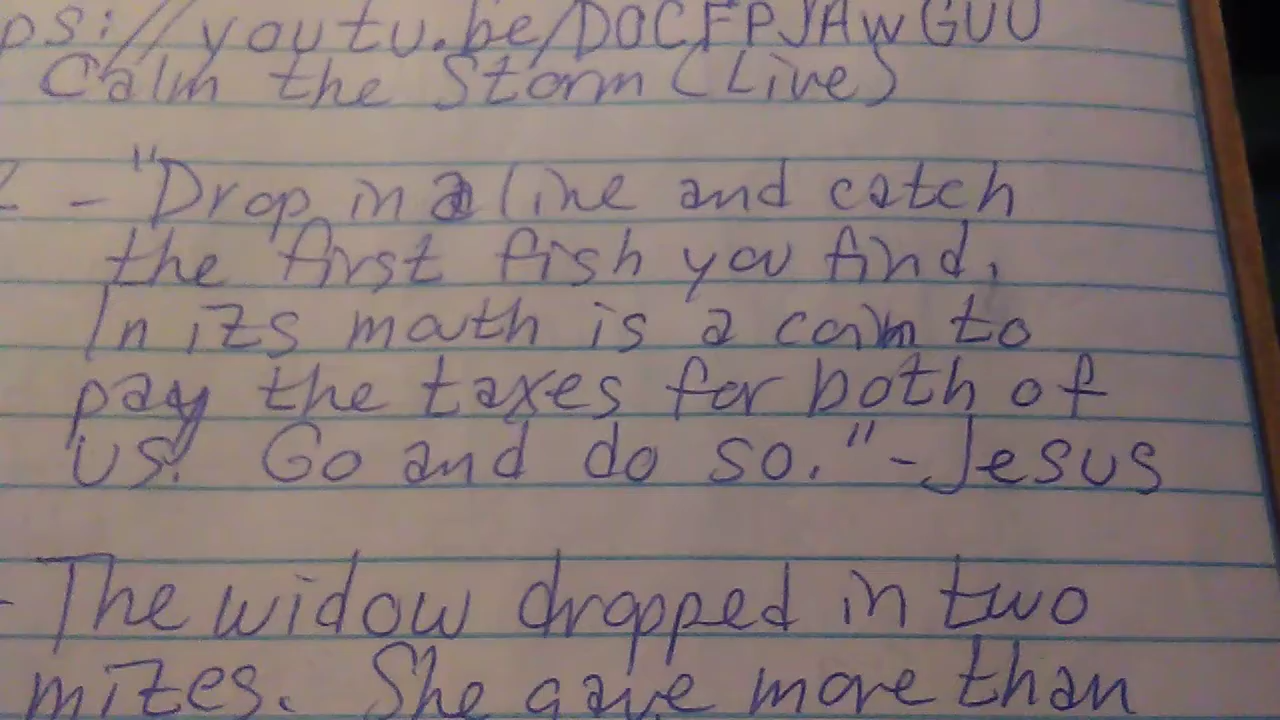 ps://youtu.be/DOCFPJAwGUU
Calm the Storm (Live)
- "Drop in a line and catch
the first fish you find,
In its mouth is a coin to
pay the taxes for both of
us. Go and do so." - Jesus
- The widow dropped in two
mites. She gave more than